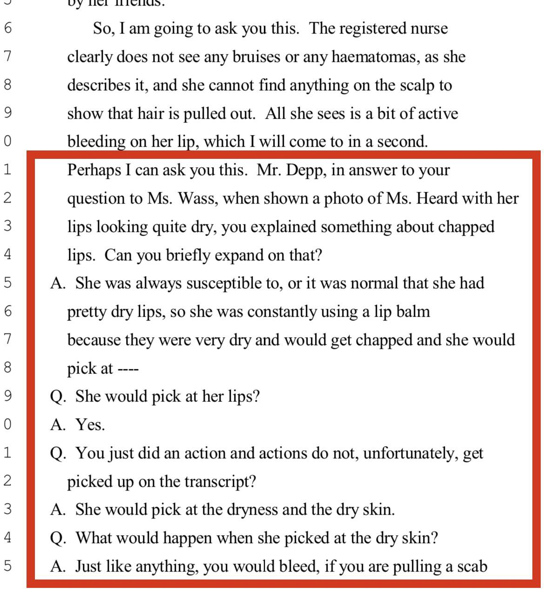 5 by her friends.
6 So, I am going to ask you this. The registered nurse
7 clearly does not see any bruises or any haematomas, as she
8 describes it, and she cannot find anything on the scalp to
9 show that hair is pulled out. All she sees is a bit of active
0 bleeding on her lip, which I will come to in a second.
1 Perhaps I can ask you this. Mr. Depp, in answer to your
2 question to Ms. Wass, when shown a photo of Ms. Heard with her
3 lips looking quite dry, you explained something about chapped
4 lips. Can you briefly expand on that?
5 A. She was always susceptible to, or it was normal that she had
6 pretty dry lips, so she was constantly using a lip balm
7 because they were very dry and would get chapped and she would
8 pick at ----
9 Q. She would pick at her lips?
0 A. Yes.
1 Q. You just did an action and actions do not, unfortunately, get
2 picked up on the transcript?
3 A. She would pick at the dryness and the dry skin.
4 Q. What would happen when she picked at the dry skin?
5 A. Just like anything, you would bleed, if you are pulling a scab